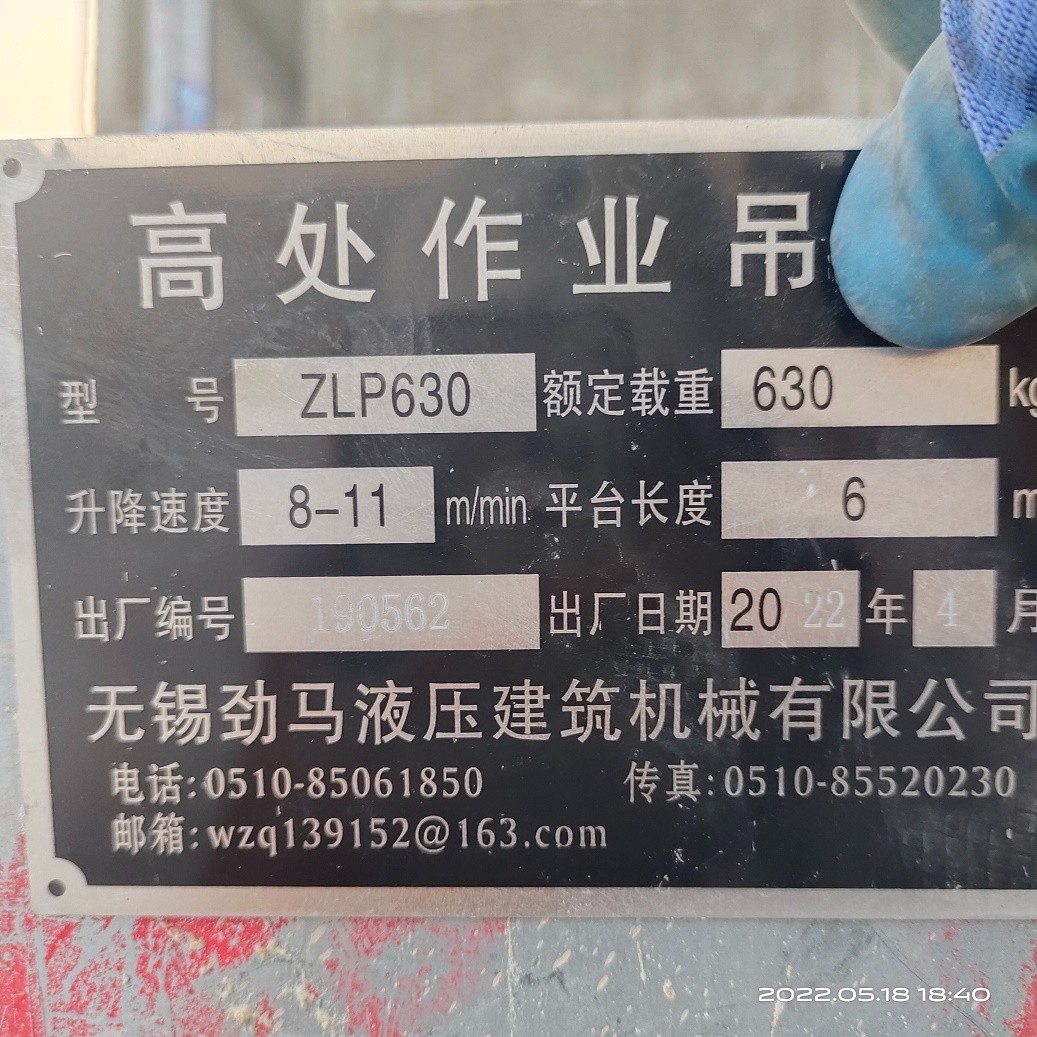 高处作业吊
型 号 ZLP630 额定载重 630 kg
升降速度 8-11 m/min 平台长度 6 m
出厂编号 190562 出厂日期 2022年4月
无锡劲马液压建筑机械有限公司
电话:0510-85061850 传真:0510-85520230
邮箱:wzq139152@163.com
2022.05.18 18:40